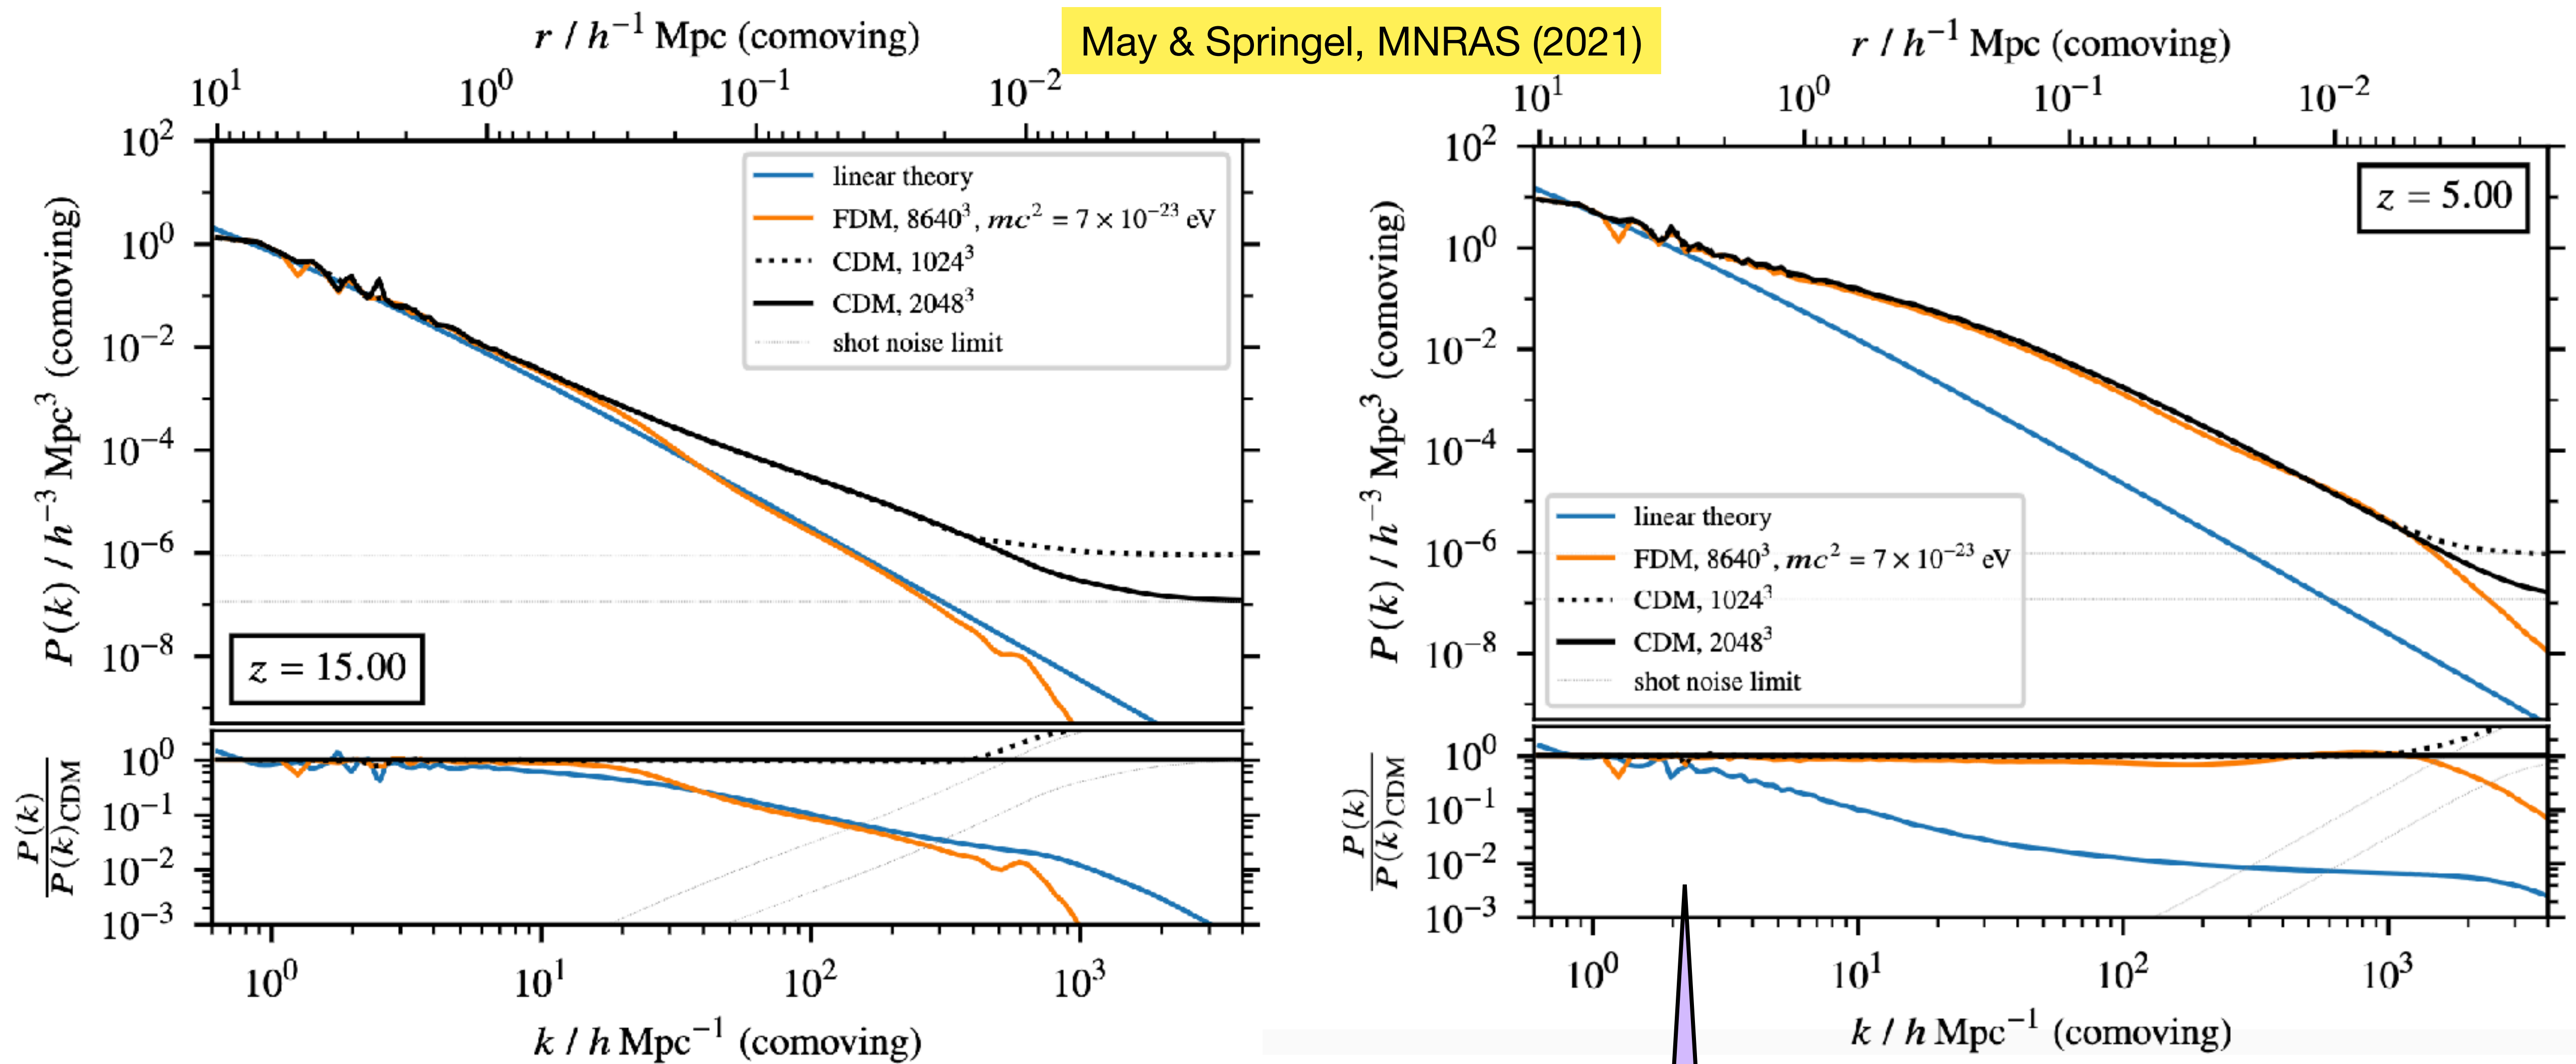 May & Springel, MNRAS (2021)
r / h⁻¹ Mpc (comoving)
10¹ 10⁰ 10⁻¹ 10⁻²
10² 10⁰ 10⁻² 10⁻⁴ 10⁻⁶ 10⁻⁸
P(k) / h⁻³ Mpc³ (comoving)
linear theory
FDM, 8640³, mc² = 7 × 10⁻²³ eV
CDM, 1024³
CDM, 2048³
shot noise limit
z = 15.00
P(k)
P(k)CDM
10⁰ 10⁻¹ 10⁻² 10⁻³
10⁰ 10¹ 10² 10³
k / h Mpc⁻¹ (comoving)
r / h⁻¹ Mpc (comoving)
10¹ 10⁰ 10⁻¹ 10⁻²
10² 10⁰ 10⁻² 10⁻⁴ 10⁻⁶ 10⁻⁸
P(k) / h⁻³ Mpc³ (comoving)
z = 5.00
linear theory
FDM, 8640³, mc² = 7 × 10⁻²³ eV
CDM, 1024³
CDM, 2048³
shot noise limit
P(k)
P(k)CDM
10⁰ 10⁻¹ 10⁻² 10⁻³
10⁰ 10¹ 10² 10³
k / h Mpc⁻¹ (comoving)